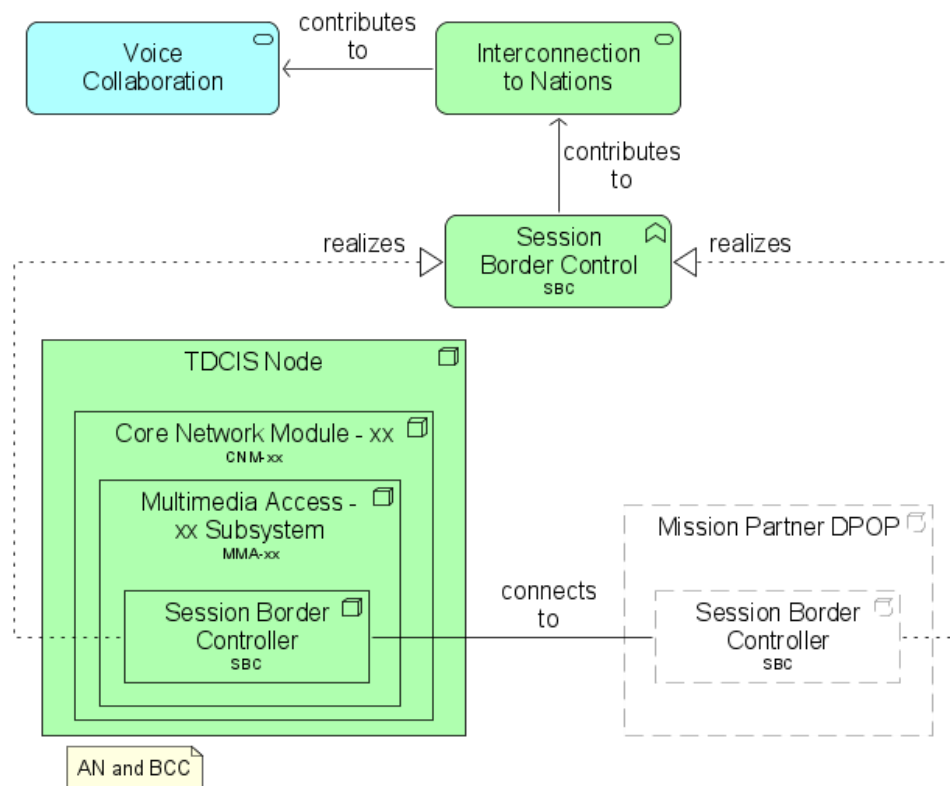 contributes
to
Voice
Collaboration
Interconnection
to Nations
contributes
to
realizes
Session
Border Control
SBC
realizes
TDCIS Node
Core Network Module - xx
CNM-xx
Multimedia Access -
xx Subsystem
MMA-xx
Session Border
Controller
SBC
connects
to
Mission Partner DPOP
Session Border
Controller
SBC
AN and BCC